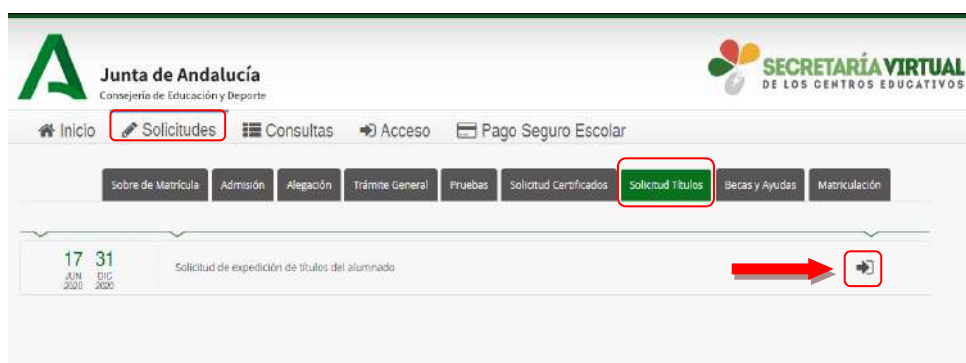 Junta de Andalucía
Consejería de Educación y Deporte
SECRETARÍA VIRTUAL
DE LOS CENTROS EDUCATIVOS
Inicio Solicitudes Consultas Acceso Pago Seguro Escolar
Sobre de Matrícula Admisión Alegación Trámite General Pruebas Solicitud Certificados Solicitud Títulos Becas y Ayudas Matriculación
17 31
JUN DIC
2020 2020
Solicitud de expedición de títulos del alumnado